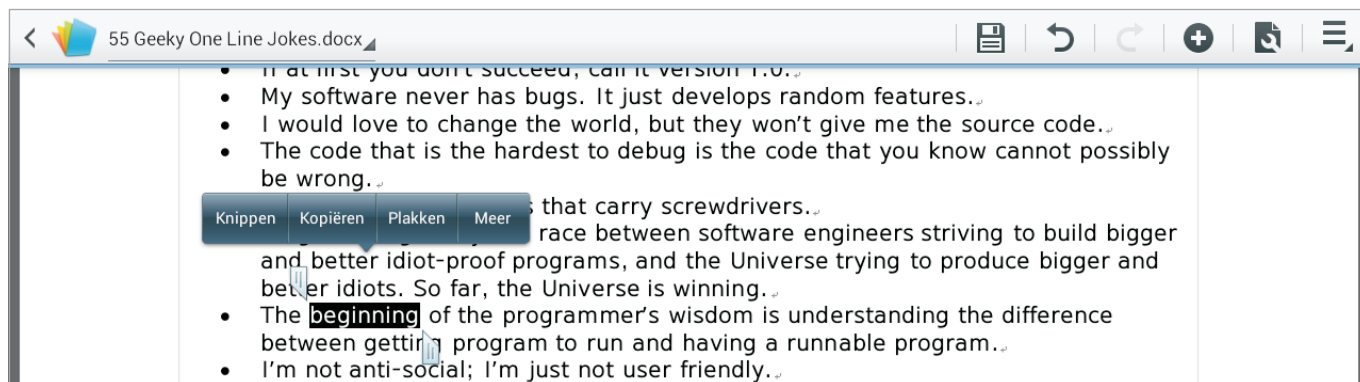 55 Geeky One Line Jokes.docx
If at first you don't succeed, call it version 1.0.
• My software never has bugs. It just develops random features.
• I would love to change the world, but they won't give me the source code.
• The code that is the hardest to debug is the code that you know cannot possibly
be wrong.
Knippen Kopiëren Plakken Meer
that carry screwdrivers.
race between software engineers striving to build bigger
and better idiot-proof programs, and the Universe trying to produce bigger and
better idiots. So far, the Universe is winning.
• The beginning of the programmer's wisdom is understanding the difference
between getting program to run and having a runnable program.
• I'm not anti-social; I'm just not user friendly.